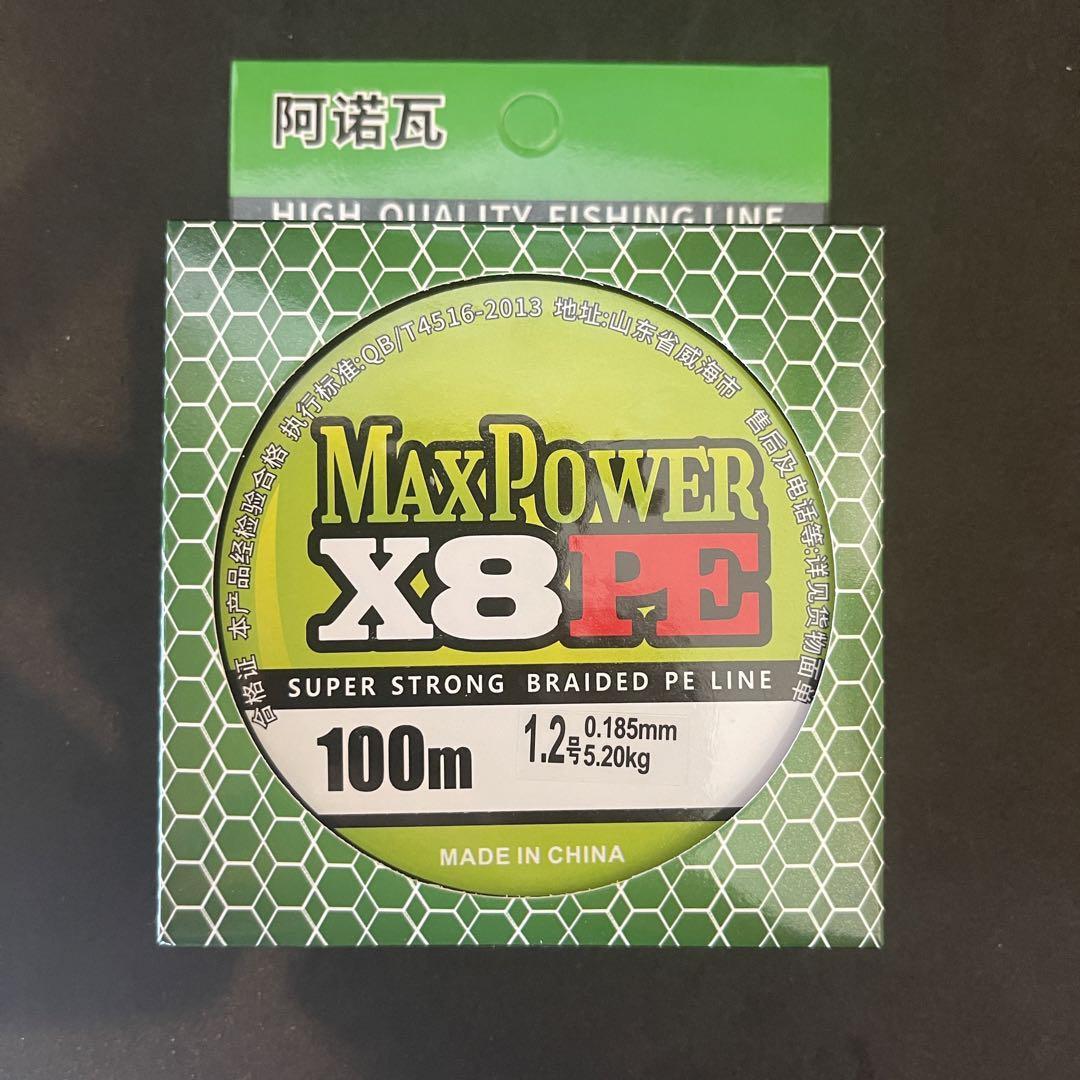 阿诺瓦
HIGH QUALITY FISHING LINE
合格证 本产品经检验合格 执行标准:QB/T4516-2013 地址:山东省威海市 售后及电话等:详见货物面单
MAXPOWER
X8PE
SUPER STRONG BRAIDED PE LINE
100m
1.2号
0.185mm
5.20kg
MADE IN CHINA